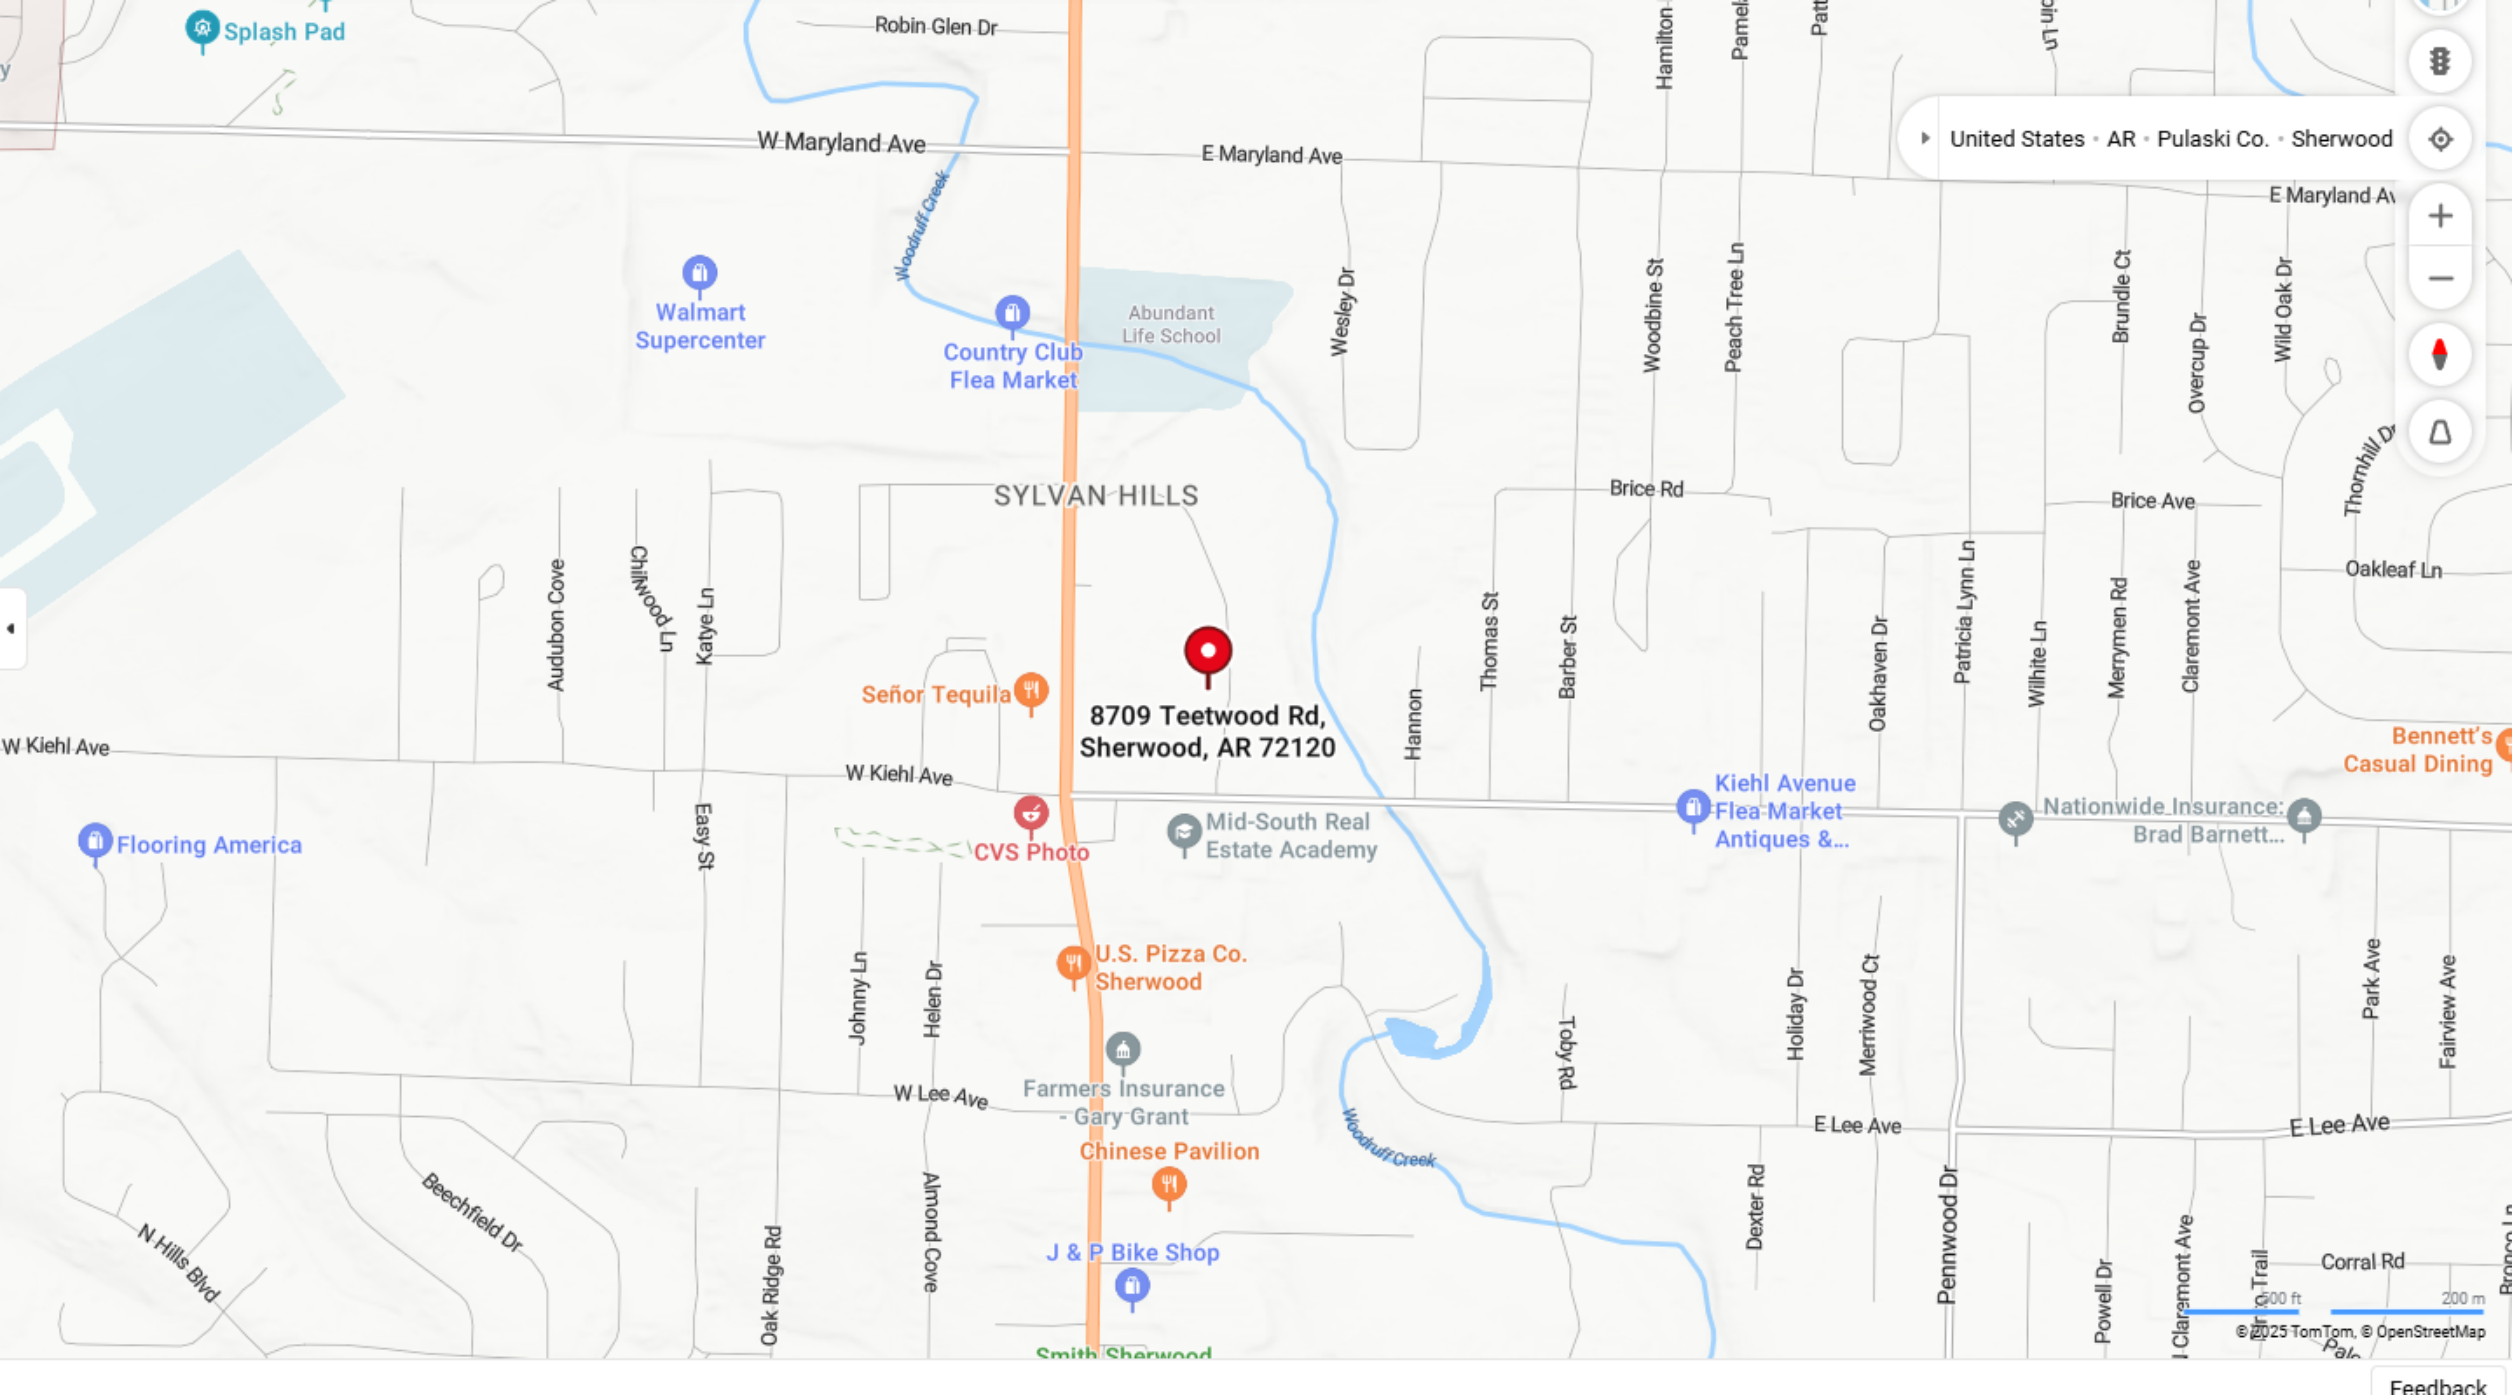 Splash Pad
Robin Glen Dr
Hamilton
W Maryland Ave
E Maryland Ave
United States • AR • Pulaski Co. • Sherwood
E Maryland Av
Woodruff Creek
Walmart
Supercenter
Country Club
Flea Market
Abundant
Life School
Wesley Dr
Woodbine St
Peach Tree Ln
Brundle Ct
Overcup Dr
Wild Oak Dr
Thornhill Dr
SYLVAN HILLS
Brice Rd
Brice Ave
Oakleaf Ln
Audubon Cove
Chillwood Ln
Katye Ln
Señor Tequila
8709 Teetwood Rd,
Sherwood, AR 72120
Hannon
Thomas St
Barber St
Oakhaven Dr
Patricia Lynn Ln
Wilhite Ln
Merrymen Rd
Claremont Ave
Bennett's
Casual Dining
W Kiehl Ave
W Kiehl Ave
Easy St
Flooring America
CVS Photo
Mid-South Real
Estate Academy
Kiehl Avenue
Flea Market
Antiques &...
Nationwide Insurance:
Brad Barnett...
U.S. Pizza Co.
Sherwood
Johnny Ln
Helen Dr
Toby Rd
Holiday Dr
Merriwood Ct
Park Ave
Fairview Ave
Farmers Insurance
- Gary Grant
W Lee Ave
E Lee Ave
E Lee Ave
Chinese Pavilion
Woodruff Creek
Beechfield Dr
N Hills Blvd
Oak Ridge Rd
Almond Cove
J & P Bike Shop
Dexter Rd
Pennwood Dr
Powell Dr
Claremont Ave
Trail
Corral Rd
500 ft
200 m
© 2025 TomTom, © OpenStreetMap
Smith Sherwood
Feedback